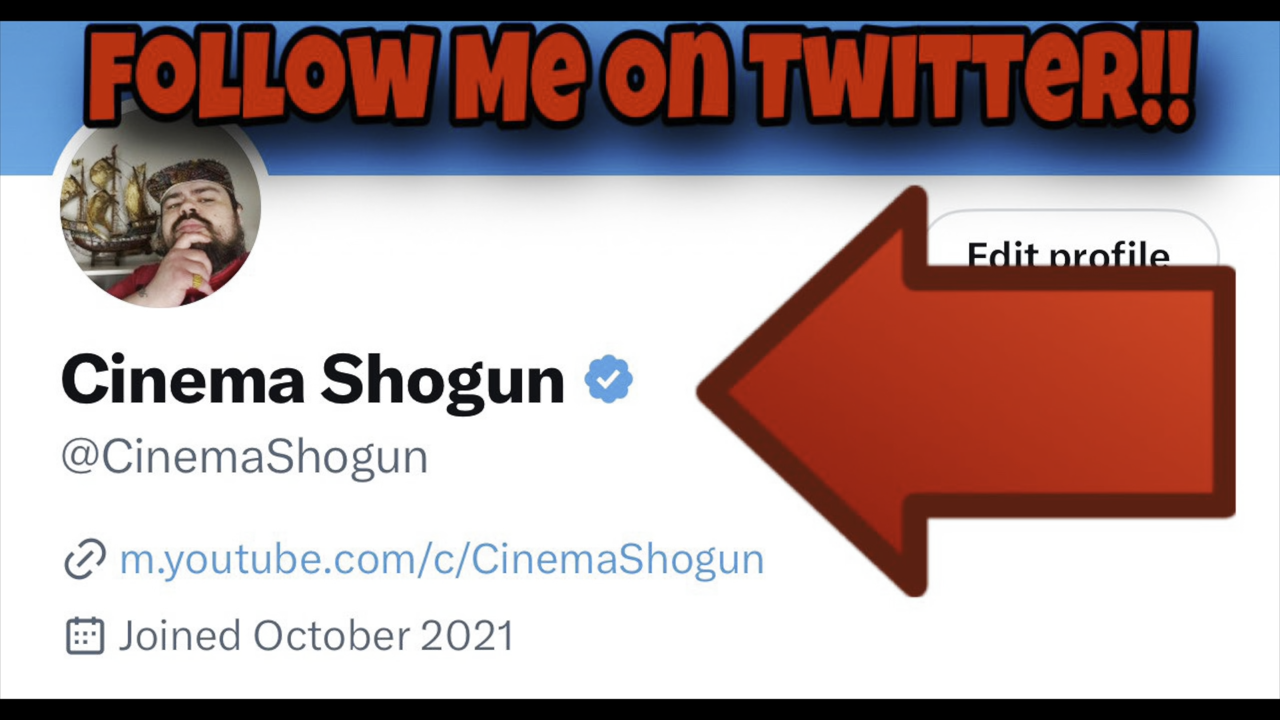 FOLLOW Me on TWITTeR!!
Edit profile
Cinema Shogun
@CinemaShogun
m.youtube.com/c/CinemaShogun
Joined October 2021